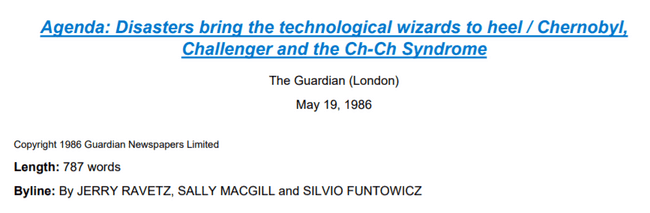 Agenda: Disasters bring the technological wizards to heel / Chernobyl,
Challenger and the Ch-Ch Syndrome
The Guardian (London)
May 19, 1986
Copyright 1986 Guardian Newspapers Limited
Length: 787 words
Byline: By JERRY RAVETZ, SALLY MACGILL and SILVIO FUNTOWICZ